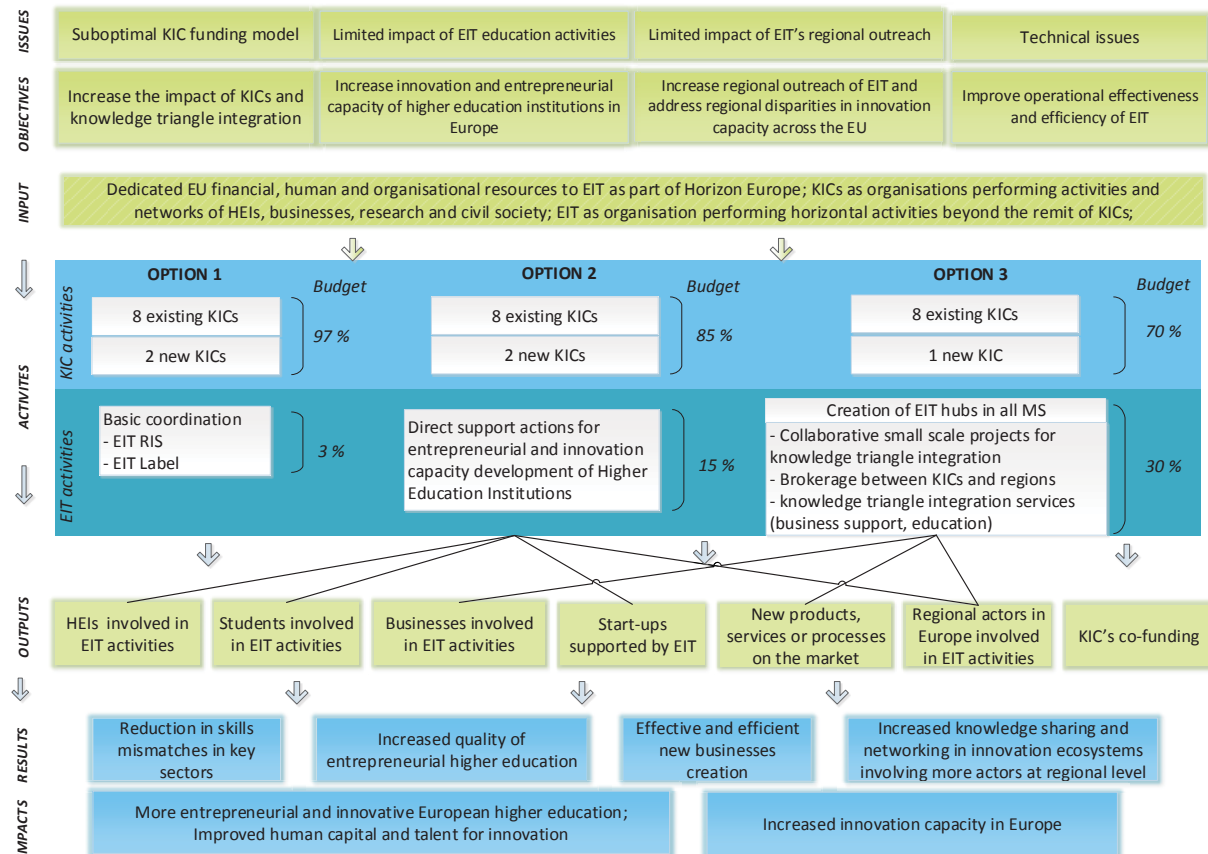 ISSUES
Suboptimal KIC funding model
Limited impact of EIT education activities
Limited impact of EIT's regional outreach
Technical issues
OBJECTIVES
Increase the impact of KICs and
knowledge triangle integration
Increase innovation and entrepreneurial
capacity of higher education institutions in
Europe
Increase regional outreach of EIT and
address regional disparities in innovation
capacity across the EU
Improve operational effectiveness
and efficiency of EIT
INPUT
Dedicated EU financial, human and organisational resources to EIT as part of Horizon Europe; KICs as organisations performing activities and
networks of HEIs, businesses, research and civil society; EIT as organisation performing horizontal activities beyond the remit of KICs;
ACTIVITES
KIC activities
OPTION 1
Budget
8 existing KICs
2 new KICs
97 %
OPTION 2
Budget
8 existing KICs
2 new KICs
85 %
OPTION 3
Budget
8 existing KICs
1 new KIC
70 %
EIT activities
Basic coordination
- EIT RIS
- EIT Label
3 %
Direct support actions for
entrepreneurial and innovation
capacity development of Higher
Education Institutions
15 %
Creation of EIT hubs in all MS
- Collaborative small scale projects for
knowledge triangle integration
- Brokerage between KICs and regions
- knowledge triangle integration services
(business support, education)
30 %
OUTPUTS
HEIs involved in
EIT activities
Students involved
in EIT activities
Businesses involved
in EIT activities
Start-ups
supported by EIT
New products,
services or processes
on the market
Regional actors in
Europe involved
in EIT activities
KIC's co-funding
RESULTS
Reduction in skills
mismatches in key
sectors
Increased quality of
entrepreneurial higher education
Effective and efficient
new businesses
creation
Increased knowledge sharing and
networking in innovation ecosystems
involving more actors at regional level
MPACTS
More entrepreneurial and innovative European higher education;
Improved human capital and talent for innovation
Increased innovation capacity in Europe